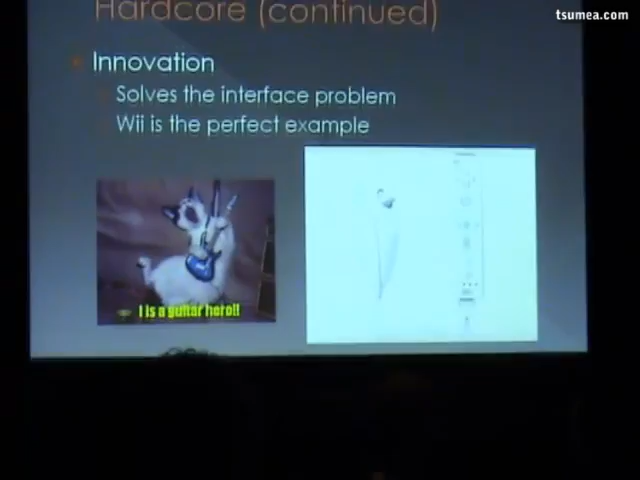 Hardcore (continued)
tsumea.com
Innovation
Solves the interface problem
Wii is the perfect example
I is a guitar hero!!